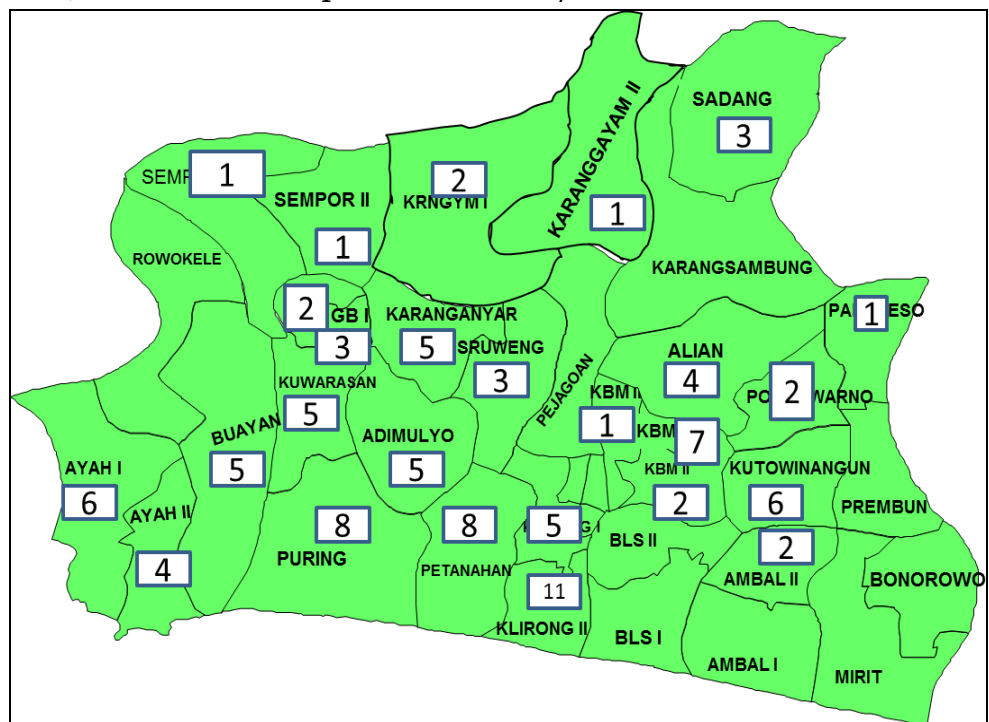 SADANG
3
KARANGGAYAM II
1
SEMP
1
SEMPOR II
1
2
KRNGYM I
ROWOKELE
KARANGSAMBUNG
2
GB I
3
KARANGANYAR
5
SRUWENG
3
PEJAGOAN
ALIAN
4
1
KUWARASAN
5
BUAYAN
5
ADIMULYO
5
KBM II
1
KBM
7
KBM II
2
2
WARNO
KUTOWINANGUN
6
PREMBUN
AYAH I
6
AYAH II
4
8
PURING
8
PETANAHAN
5
G I
11
KLIRONG II
BLS II
BLS I
2
AMBAL II
BONOROWO
AMBAL I
MIRIT